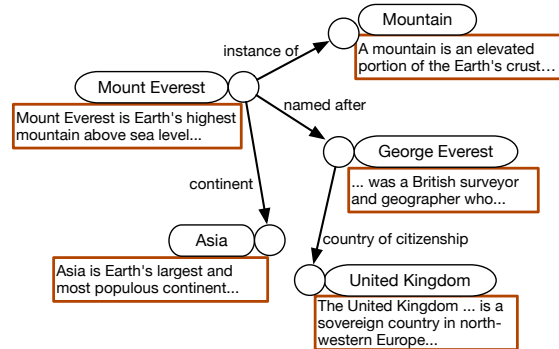 Mountain
A mountain is an elevated
portion of the Earth's crust...
instance of
Mount Everest
Mount Everest is Earth's highest
mountain above sea level...
named after
George Everest
... was a British surveyor
and geographer who...
continent
Asia
Asia is Earth's largest and
most populous continent...
country of citizenship
United Kingdom
The United Kingdom ... is a
sovereign country in north-
western Europe...